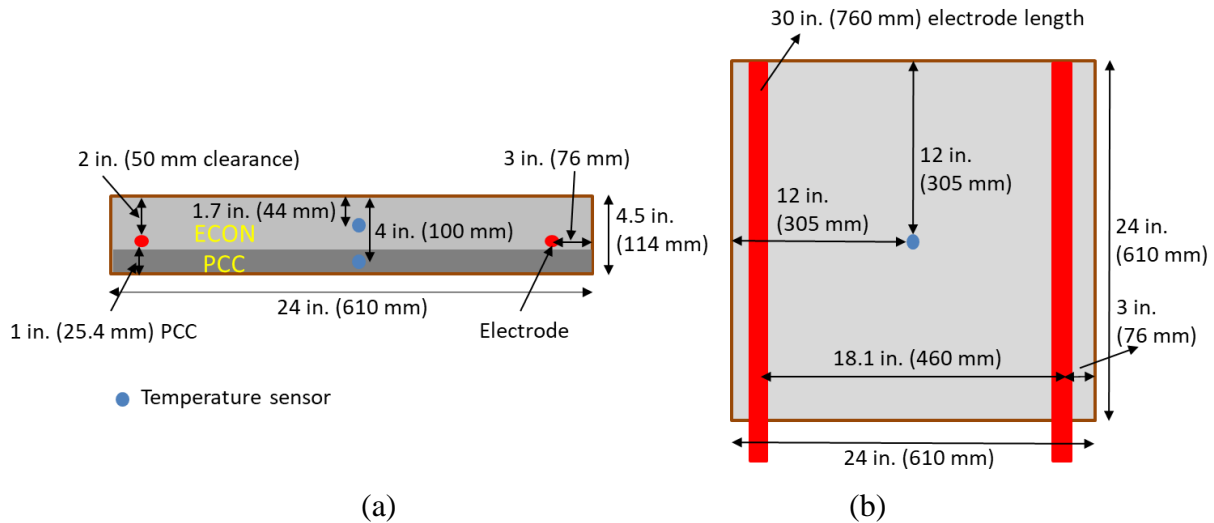 2 in. (50 mm clearance)
3 in. (76 mm)
1.7 in. (44 mm)
4 in. (100 mm)
4.5 in.
(114 mm)
ECON
PCC
24 in. (610 mm)
1 in. (25.4 mm) PCC
Electrode
Temperature sensor
(a)
30 in. (760 mm) electrode length
12 in.
(305 mm)
12 in.
(305 mm)
24 in.
(610 mm)
3 in.
(76 mm)
18.1 in. (460 mm)
24 in. (610 mm)
(b)